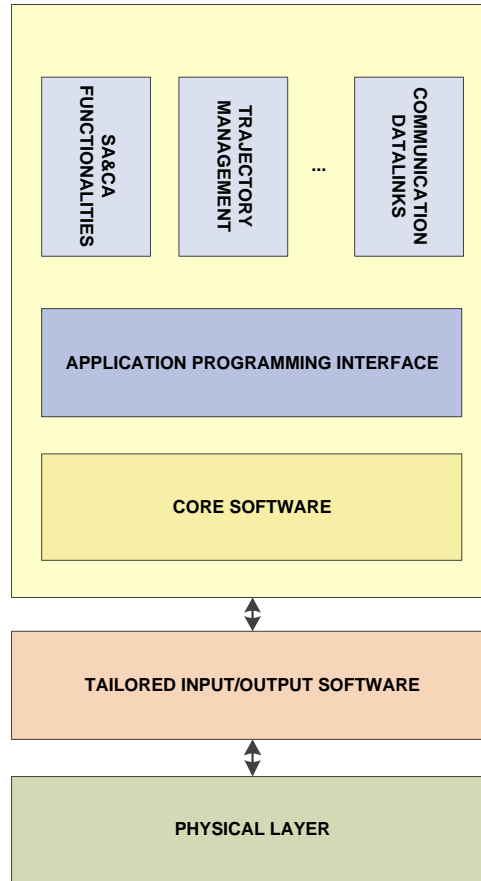 SA&CA
FUNCTIONALITIES
TRAJECTORY
MANAGEMENT
...
COMMUNICATION
DATALINKS
APPLICATION PROGRAMMING INTERFACE
CORE SOFTWARE
TAILORED INPUT/OUTPUT SOFTWARE
PHYSICAL LAYER